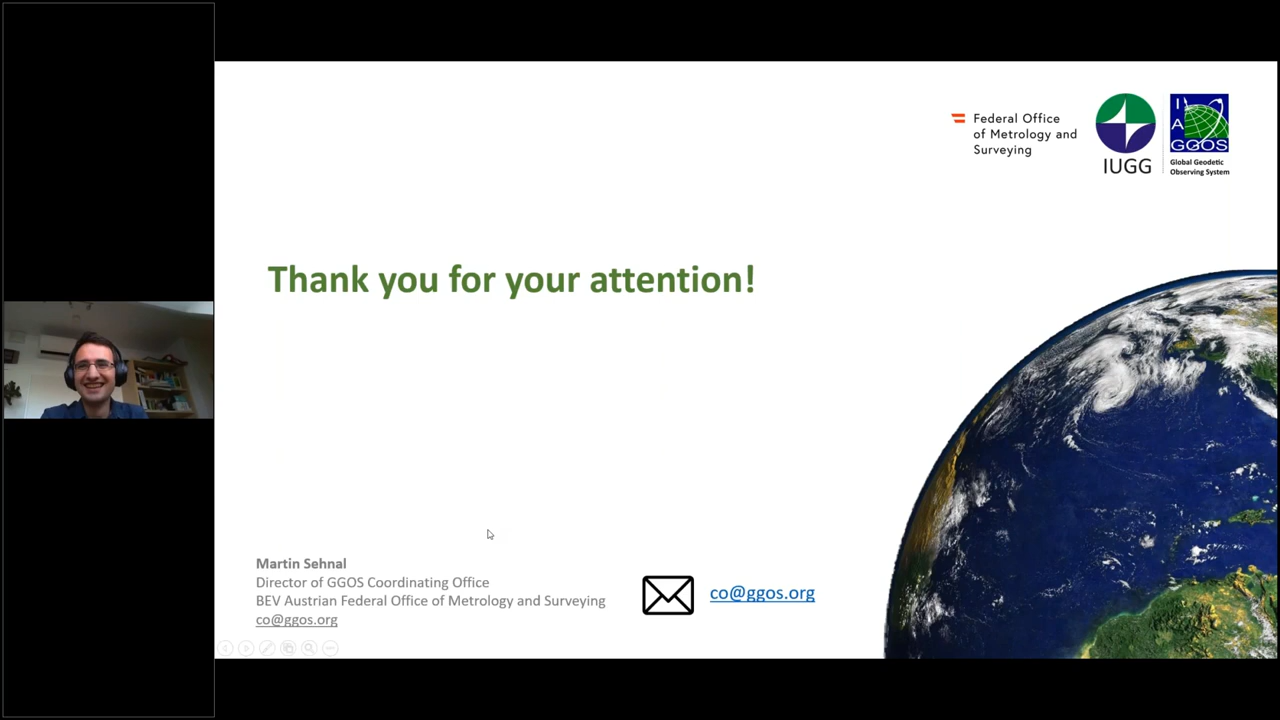 Federal Office
of Metrology and
Surveying
IUGG
I
A
GGOS
Global Geodetic
Observing System
Thank you for your attention!
Martin Sehnal
Director of GGOS Coordinating Office
BEV Austrian Federal Office of Metrology and Surveying
co@ggos.org
co@ggos.org